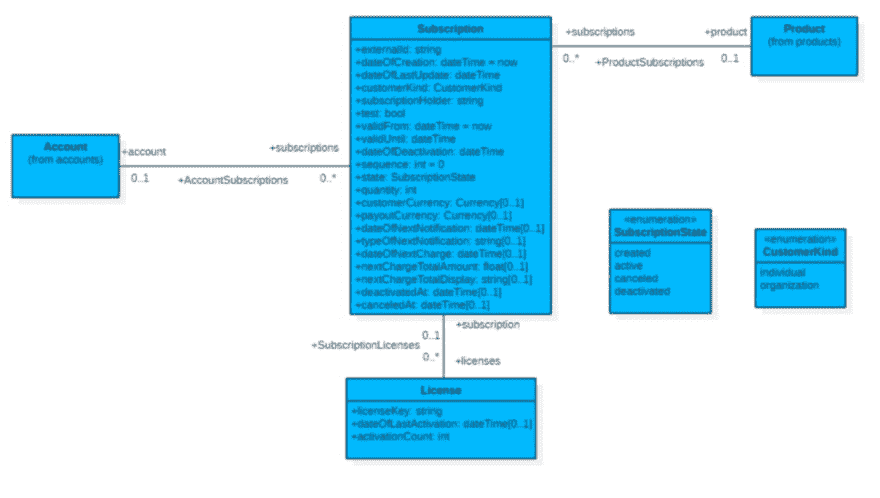 Subscription
+externalId: string
+dateOfCreation: dateTime = now
+dateOfLastUpdate: dateTime
+customerKind: CustomerKind
+subscriptionHolder: string
+test: bool
+validFrom: dateTime = now
+validUntil: dateTime
+dateOfDeactivation: dateTime
+sequence: int = 0
+state: SubscriptionState
+quantity: int
+customerCurrency: Currency[0..1]
+payoutCurrency: Currency[0..1]
+dateOfNextNotification: dateTime[0..1]
+typeOfNextNotification: string[0..1]
+dateOfNextCharge: dateTime[0..1]
+nextChargeTotalAmount: float[0..1]
+nextChargeTotalDisplay: string[0..1]
+deactivatedAt: dateTime[0..1]
+canceledAt: dateTime[0..1]
+subscriptions
+product
0..*
+ProductSubscriptions
0..1
Product
(from products)
Account
(from accounts)
+account
+subscriptions
0..1
+AccountSubscriptions
0..*
«enumeration»
SubscriptionState
created
active
canceled
deactivated
«enumeration»
CustomerKind
individual
organization
+subscription
0..1
+SubscriptionLicenses
0..*
+licenses
License
+licenseKey: string
+dateOfLastActivation: dateTime[0..1]
+activationCount: int